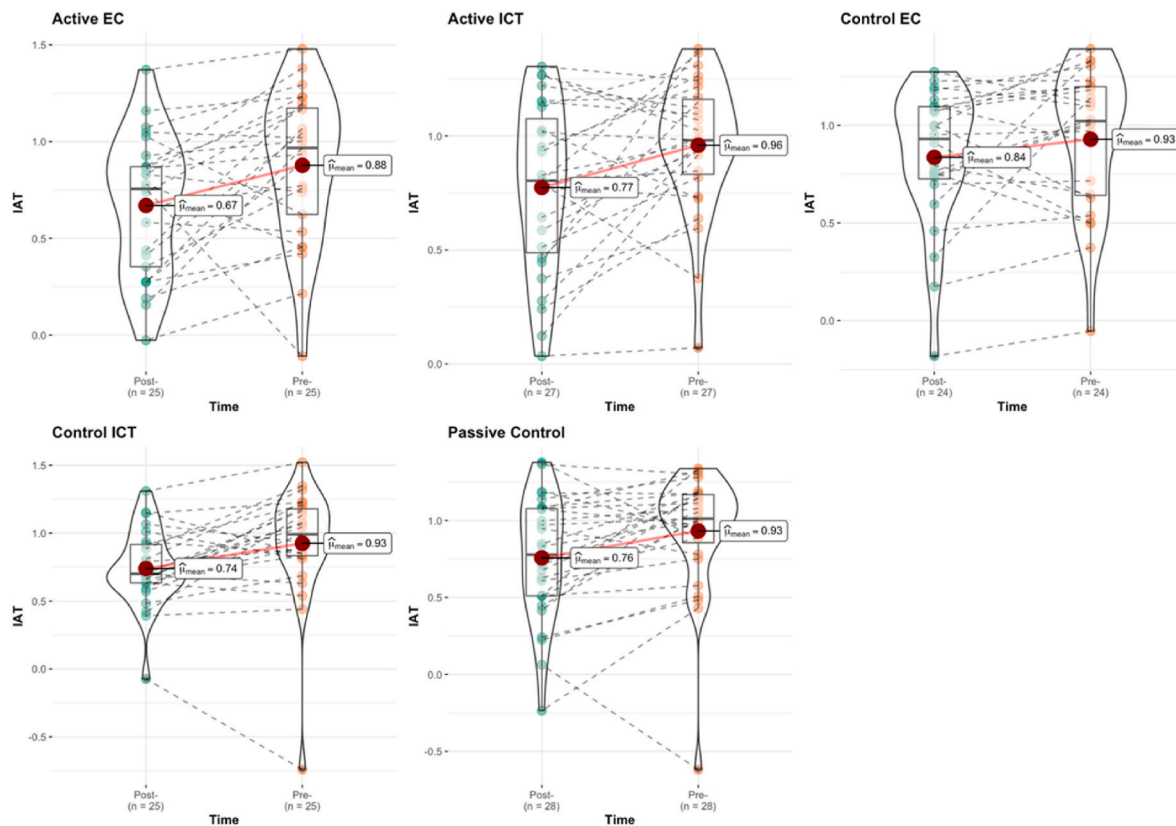 Active EC
IAT
1.5
1.0
0.5
0.0
μ̂mean = 0.67
μ̂mean = 0.88
Post-
(n = 25)
Pre-
(n = 25)
Time
Active ICT
IAT
1.0
0.5
0.0
μ̂mean = 0.77
μ̂mean = 0.96
Post-
(n = 27)
Pre-
(n = 27)
Time
Control EC
IAT
1.0
0.5
0.0
μ̂mean = 0.84
μ̂mean = 0.93
Post-
(n = 24)
Pre-
(n = 24)
Time
Control ICT
IAT
1.5
1.0
0.5
0.0
-0.5
μ̂mean = 0.74
μ̂mean = 0.93
Post-
(n = 25)
Pre-
(n = 25)
Time
Passive Control
IAT
1.0
0.5
0.0
-0.5
μ̂mean = 0.76
μ̂mean = 0.93
Post-
(n = 28)
Pre-
(n = 28)
Time